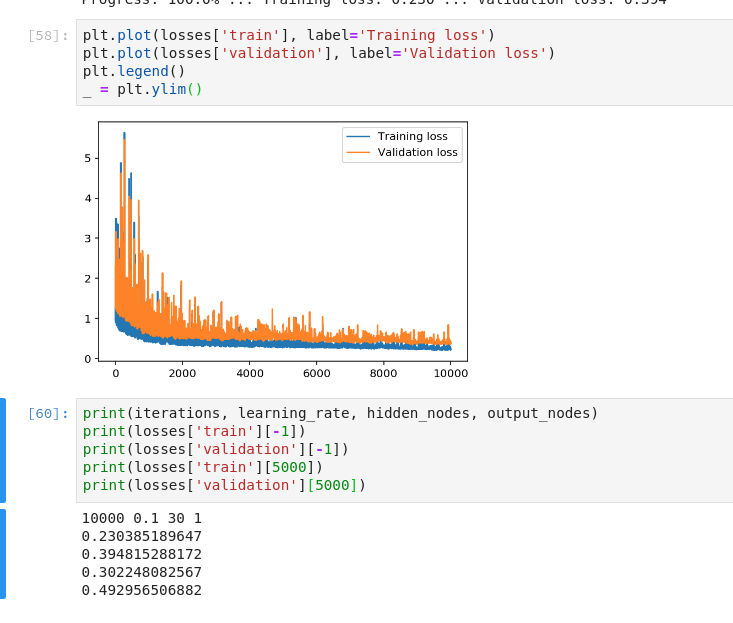 Progress: 100.0% ... Training loss: 0.230 ... Validation loss: 0.394
[58]:
plt.plot(losses['train'], label='Training loss')
plt.plot(losses['validation'], label='Validation loss')
plt.legend()
_ = plt.ylim()
Training loss
Validation loss
5
4
3
2
1
0
0 2000 4000 6000 8000 10000
[60]:
print(iterations, learning_rate, hidden_nodes, output_nodes)
print(losses['train'][-1])
print(losses['validation'][-1])
print(losses['train'][5000])
print(losses['validation'][5000])
10000 0.1 30 1
0.230385189647
0.394815288172
0.302248082567
0.492956506882